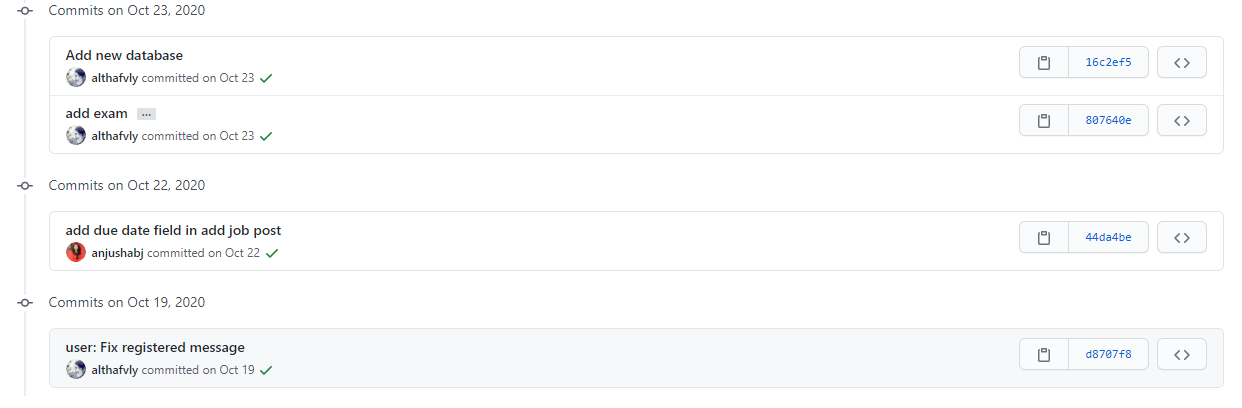 Commits on Oct 23, 2020
Add new database
16c2ef5
althafvly committed on Oct 23
add exam ...
807640e
althafvly committed on Oct 23
Commits on Oct 22, 2020
add due date field in add job post
44da4be
anjushabj committed on Oct 22
Commits on Oct 19, 2020
user: Fix registered message
d8707f8
althafvly committed on Oct 19